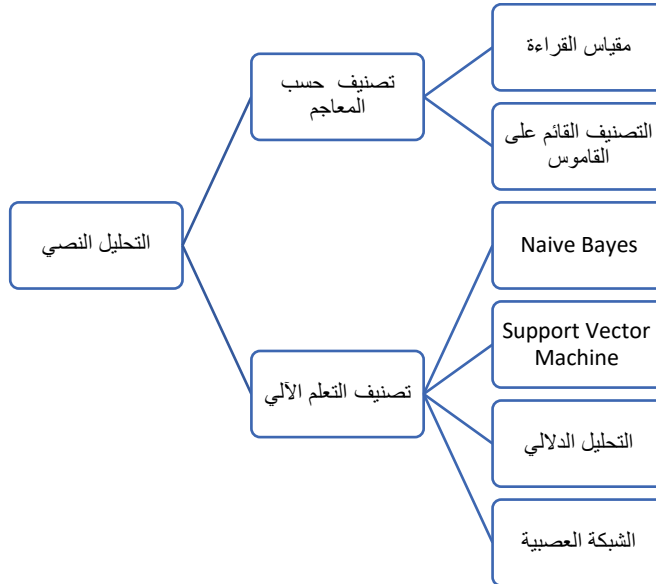 التحليل النصي
تصنيف حسب
المعاجم
مقياس القراءة
التصنيف القائم على
القاموس
تصنيف التعلم الآلي
Naive Bayes
Support Vector
Machine
التحليل الدلالي
الشبكة العصبية